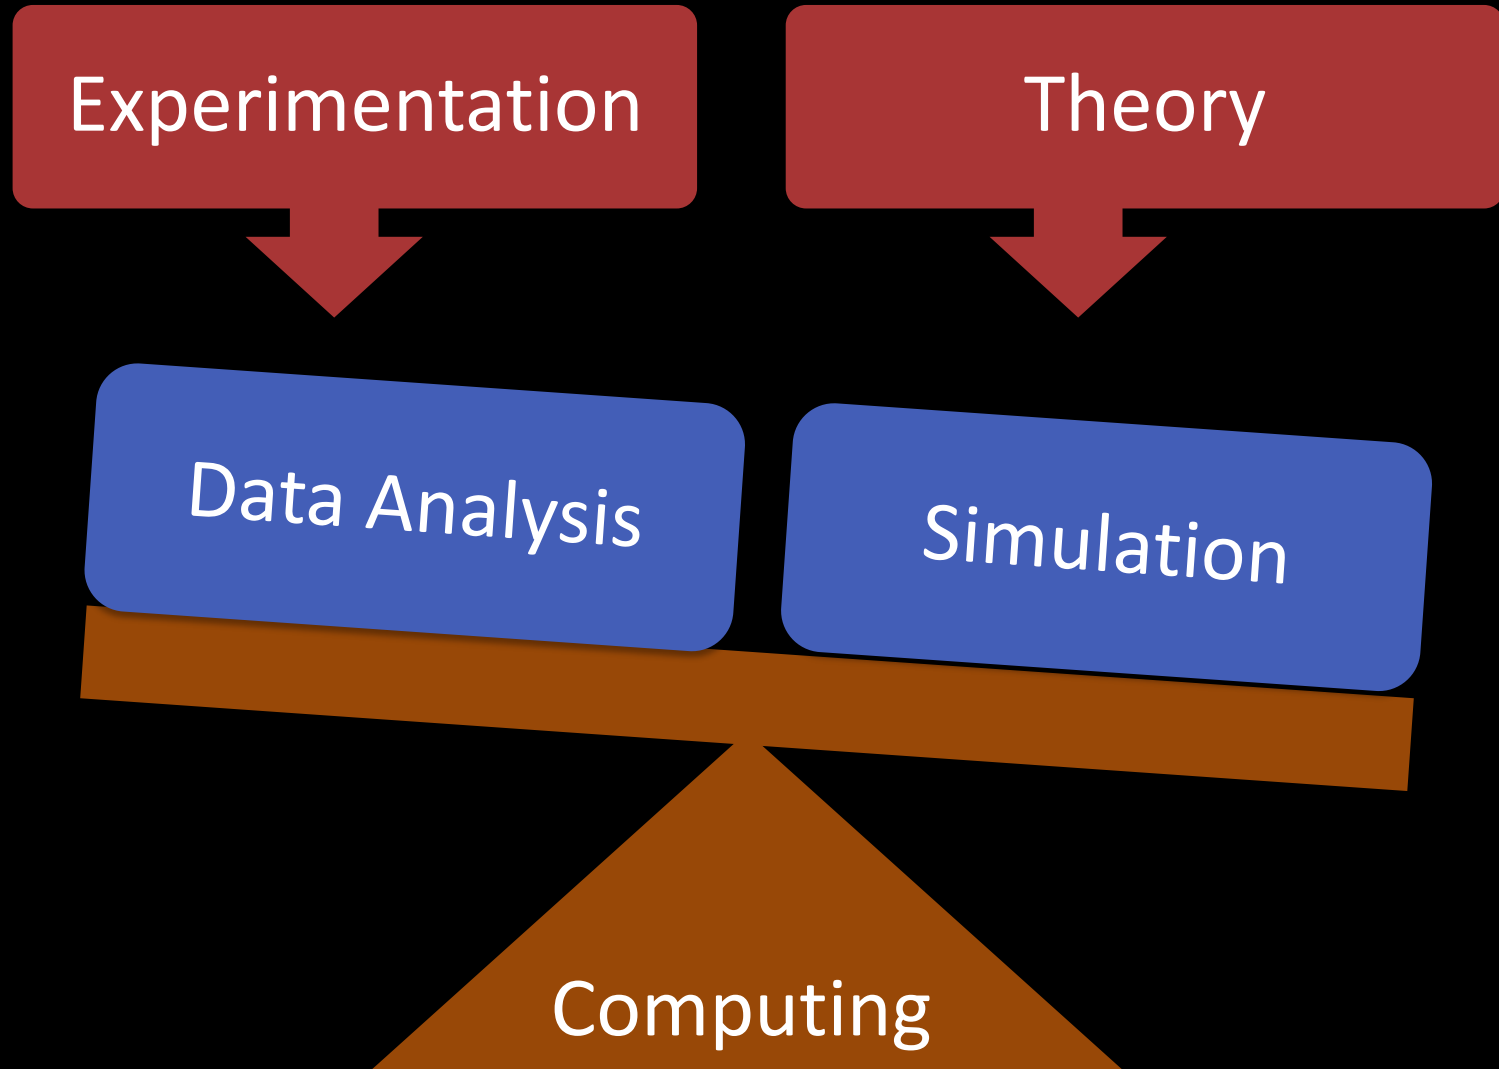 Experimentation
Theory
Data Analysis
Simulation
Computing